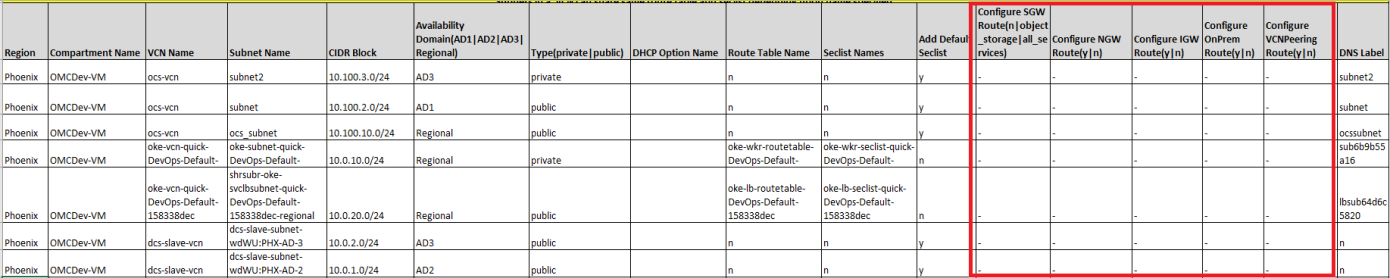 Configure SGW
Availability Route(n|object Configure Configure
Domain(AD1|AD2|AD3| Add Default _storage|all_se Configure NGW Configure IGW OnPrem VCNPeering
Region Compartment Name VCN Name Subnet Name CIDR Block Regional) Type(private|public) DHCP Option Name Route Table Name Seclist Names Seclist rvices) Route(y|n) Route(y|n) Route(y|n) Route(y|n) DNS Label
Phoenix OMCDev-VM ocs-vcn subnet2 10.100.3.0/24 AD3 private n n y - - - - - subnet2
Phoenix OMCDev-VM ocs-vcn subnet 10.100.2.0/24 AD1 public n n y - - - - - subnet
Phoenix OMCDev-VM ocs-vcn ocs_subnet 10.100.10.0/24 Regional public n n y - - - - - ocssubnet
oke-vcn-quick- oke-subnet-quick- oke-wkr-routetable- oke-wkr-seclist-quick- sub6b9b55
Phoenix OMCDev-VM DevOps-Default- DevOps-Default- 10.0.10.0/24 Regional private DevOps-Default- DevOps-Default- n - - - - - a16
shrsubr-oke-
oke-vcn-quick- svclbsubnet-quick- oke-lb-routetable- oke-lb-seclist-quick-
DevOps-Default- DevOps-Default- DevOps-Default- DevOps-Default- lbsub64d6c
Phoenix OMCDev-VM 158338dec 158338dec-regional 10.0.20.0/24 Regional public 158338dec 158338dec n - - - - - 5820
dcs-slave-subnet-
Phoenix OMCDev-VM dcs-slave-vcn wdWU:PHX-AD-3 10.0.2.0/24 AD3 public n n y - - - - - n
dcs-slave-subnet-
Phoenix OMCDev-VM dcs-slave-vcn wdWU:PHX-AD-2 10.0.1.0/24 AD2 public n n y - - - - - n